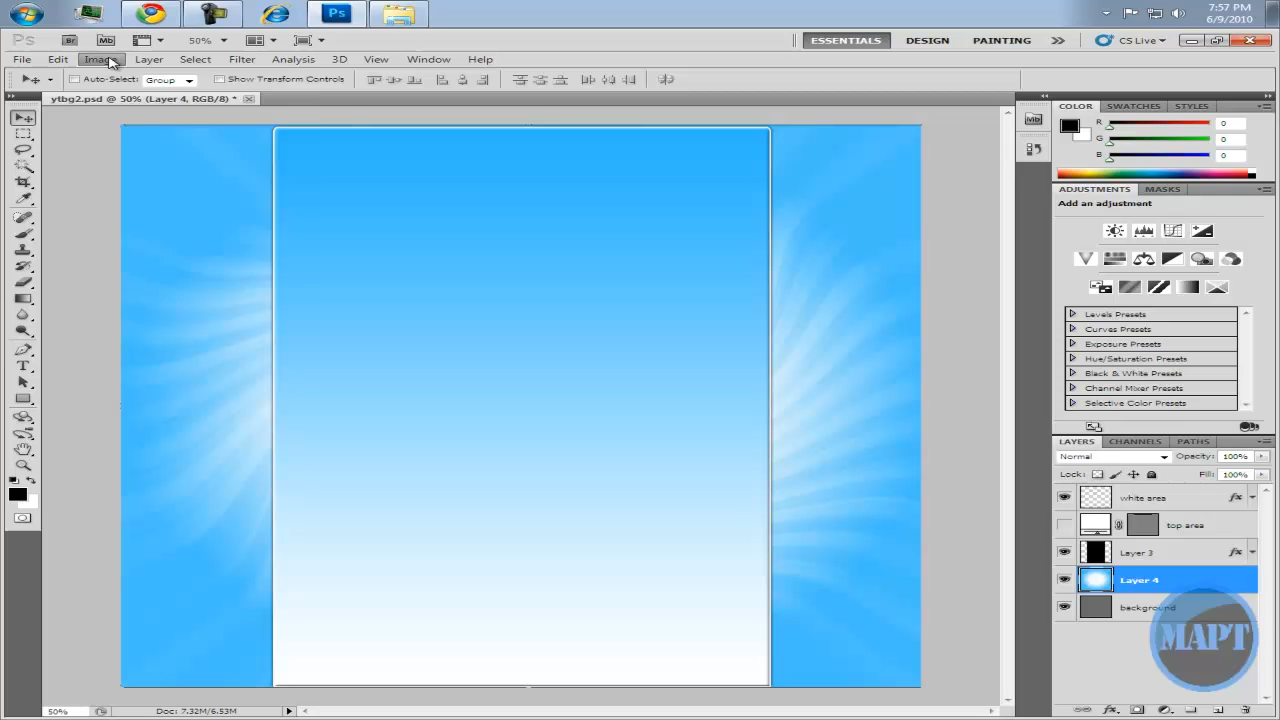 Ps
7:57 PM
6/9/2010
Ps
Br
Mb
50%
ESSENTIALS
DESIGN
PAINTING
CS Live
File
Edit
Image
Layer
Select
Filter
Analysis
3D
View
Window
Help
Auto-Select:
Group
Show Transform Controls
ytbg2.psd @ 50% (Layer 4, RGB/8) *
Mb
COLOR
SWATCHES
STYLES
R
0
G
0
B
0
ADJUSTMENTS
MASKS
Add an adjustment
Levels Presets
Curves Presets
Exposure Presets
Hue/Saturation Presets
Black & White Presets
Channel Mixer Presets
Selective Color Presets
LAYERS
CHANNELS
PATHS
Normal
Opacity:
100%
Lock:
Fill:
100%
white area
fx
top area
Layer 3
fx
Layer 4
background
MAPT
50%
Doc: 7.32M/6.53M